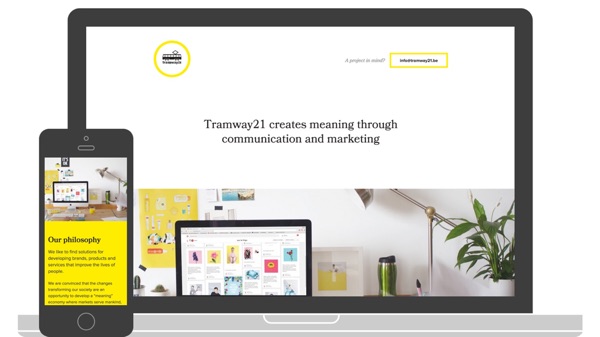 tramway21
A project in mind?
info@tramway21.be
Tramway21 creates meaning through
communication and marketing
Our philosophy
We like to find solutions for
developing brands, products and
services that improve the lives of
people.
We are convinced that the changes
transforming our society are an
opportunity to develop a "meaning"
economy where markets serve mankind,